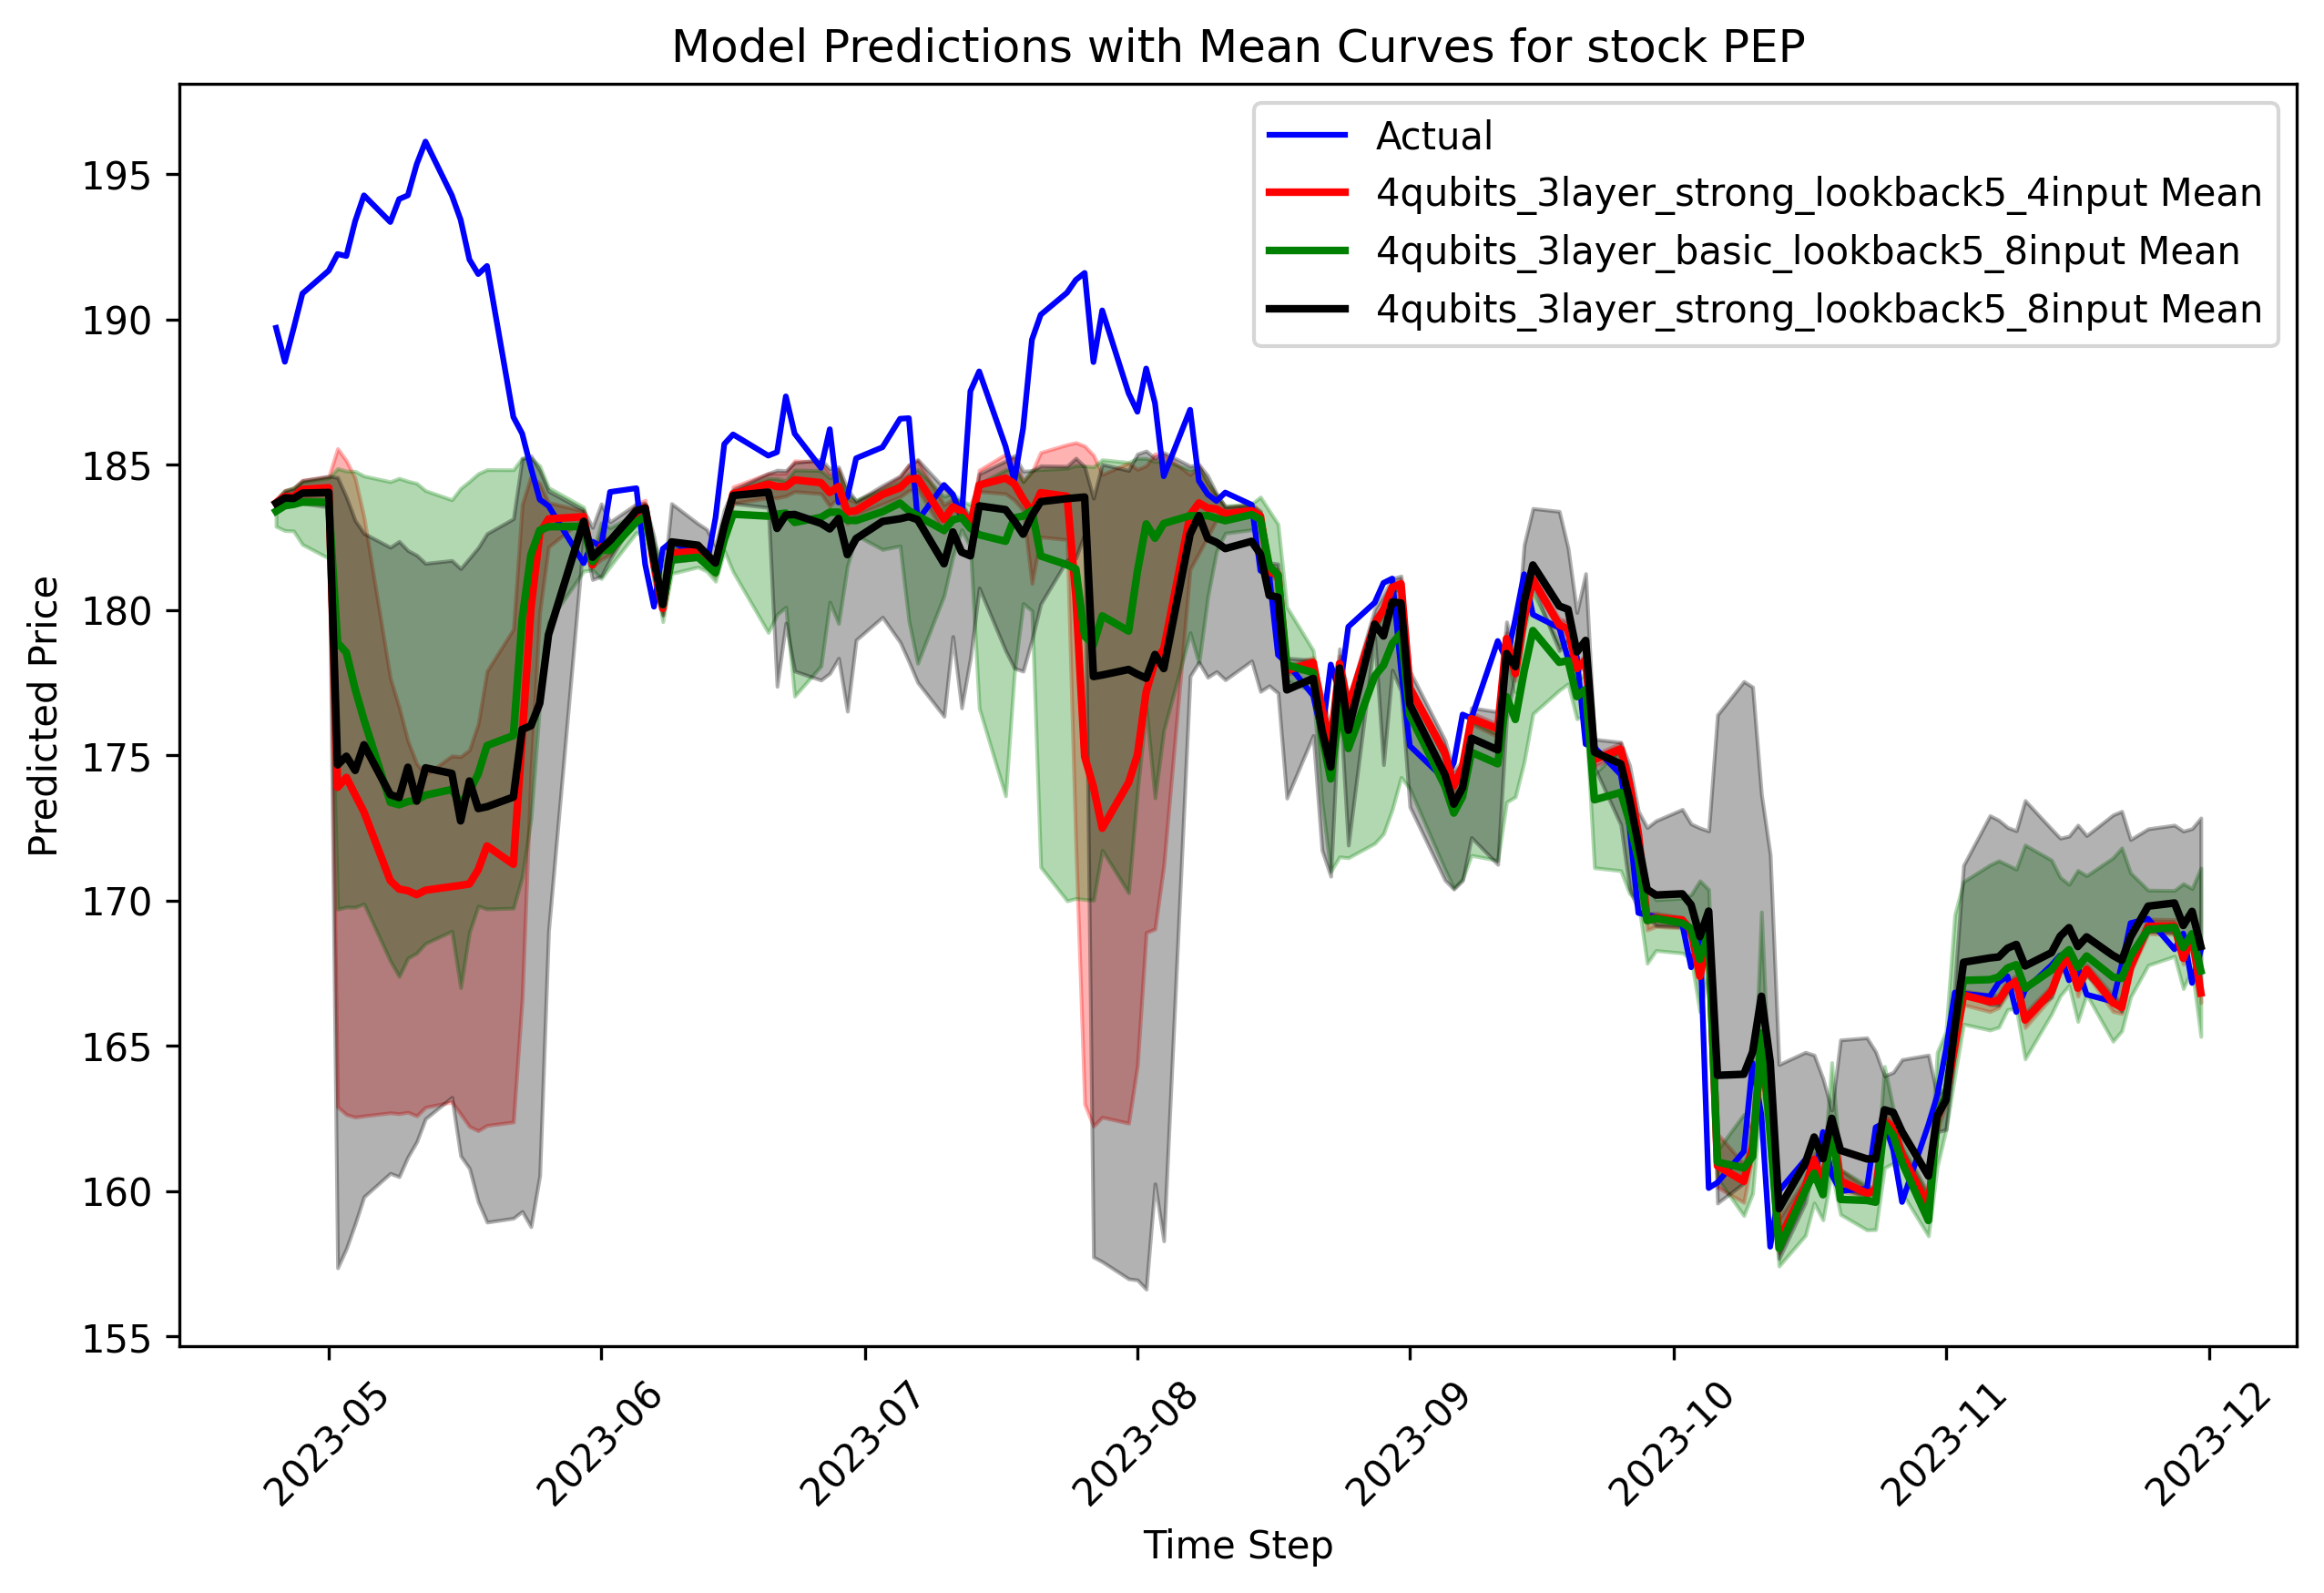 Model Predictions with Mean Curves for stock PEP
Actual
4qubits_3layer_strong_lookback5_4input Mean
4qubits_3layer_basic_lookback5_8input Mean
4qubits_3layer_strong_lookback5_8input Mean
Predicted Price
195
190
185
180
175
170
165
160
155
2023-05
2023-06
2023-07
2023-08
2023-09
2023-10
2023-11
2023-12
Time Step